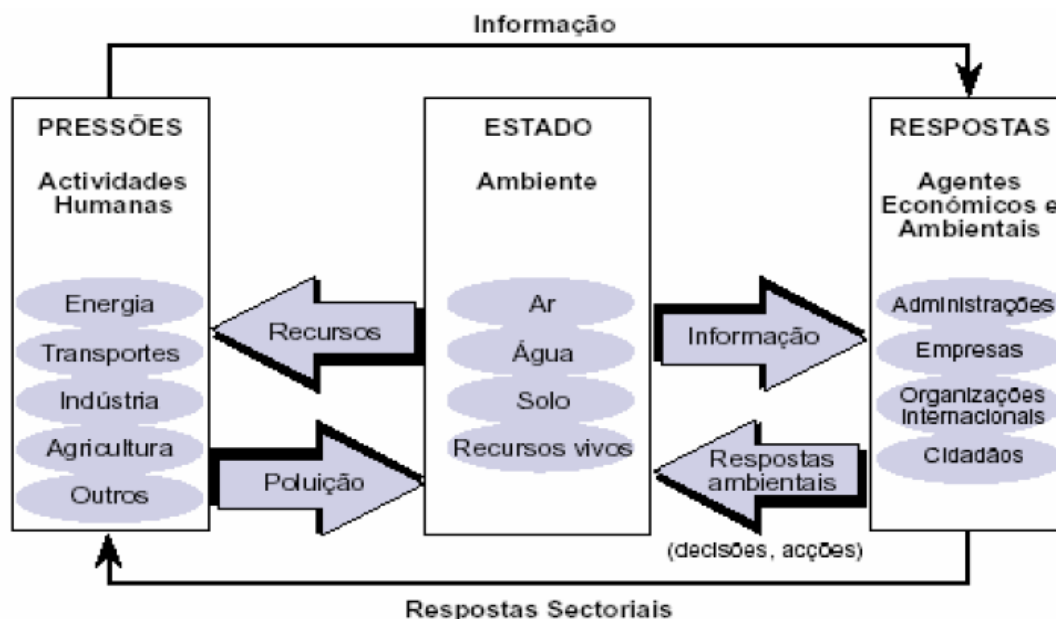 Informação
PRESSÕES
Actividades
Humanas
Energia
Transportes
Indústria
Agricultura
Outros
Recursos
Poluição
ESTADO
Ambiente
Ar
Água
Solo
Recursos vivos
Informação
Respostas
ambientais
(decisões, acções)
RESPOSTAS
Agentes
Económicos e
Ambientais
Administrações
Empresas
Organizações
Internacionais
Cidadãos
Respostas Sectoriais